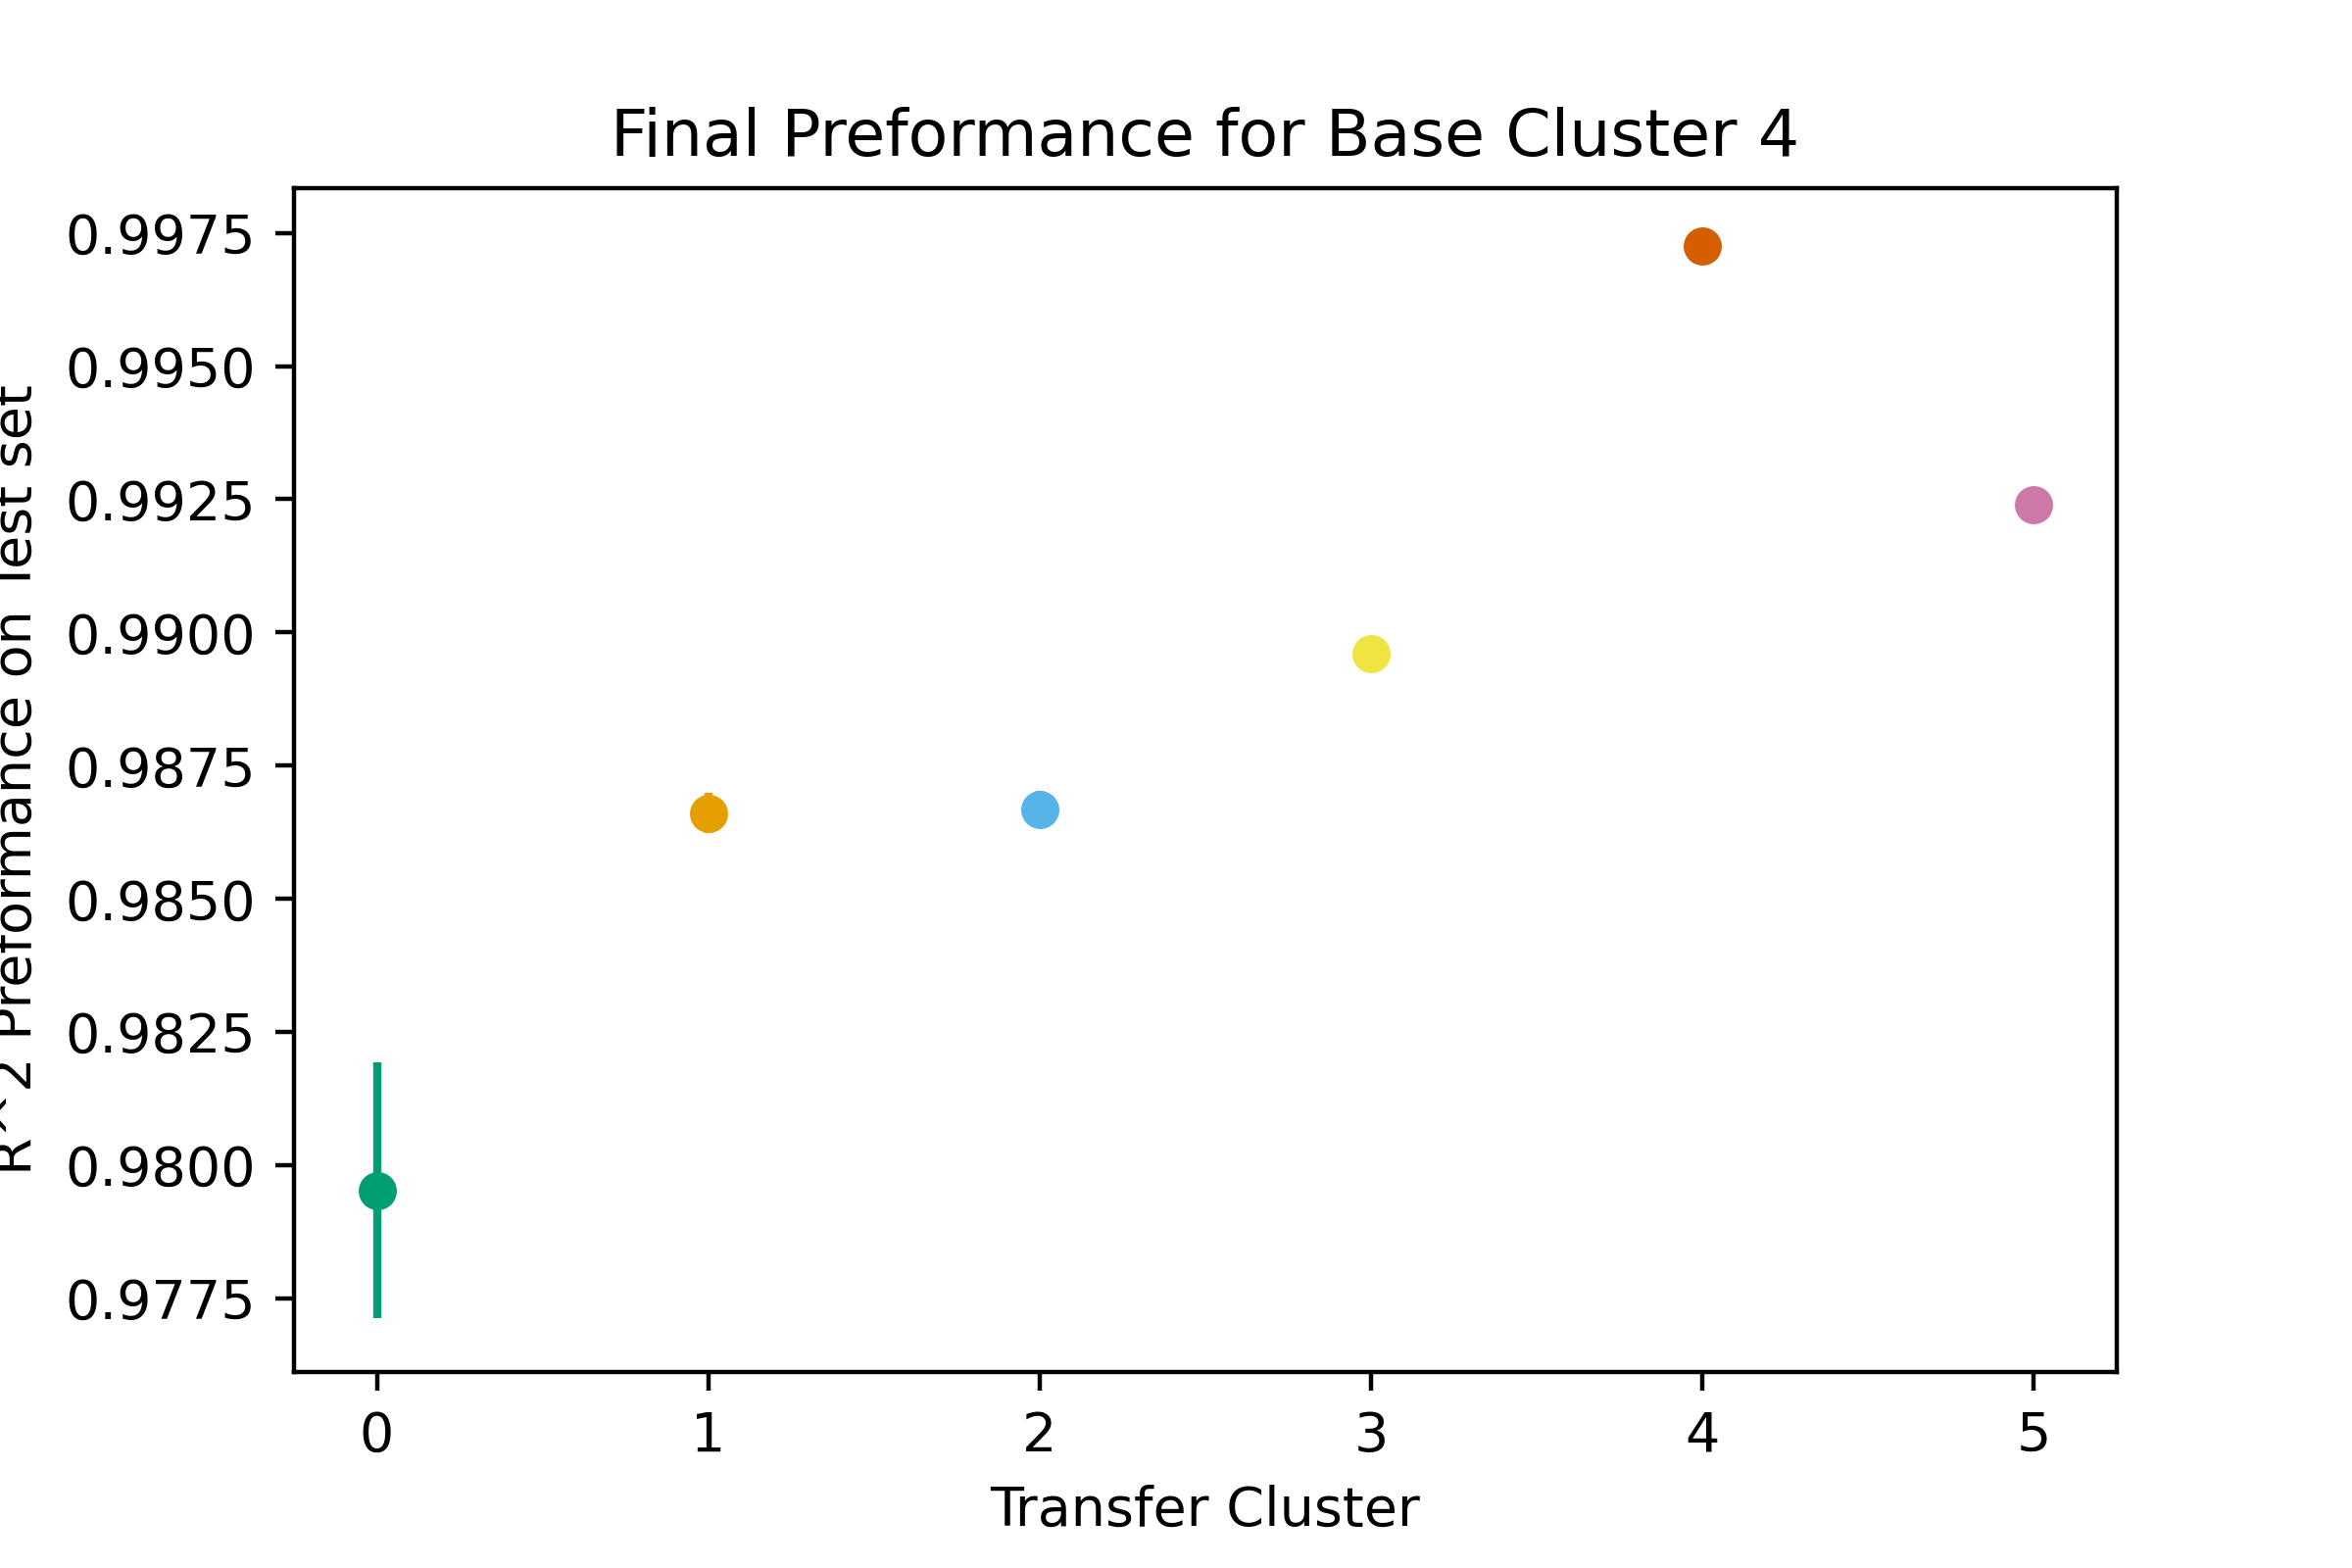 Final Preformance for Base Cluster 4
R^2 Preformance on Test set
0.9975
0.9950
0.9925
0.9900
0.9875
0.9850
0.9825
0.9800
0.9775
0 1 2 3 4 5
Transfer Cluster